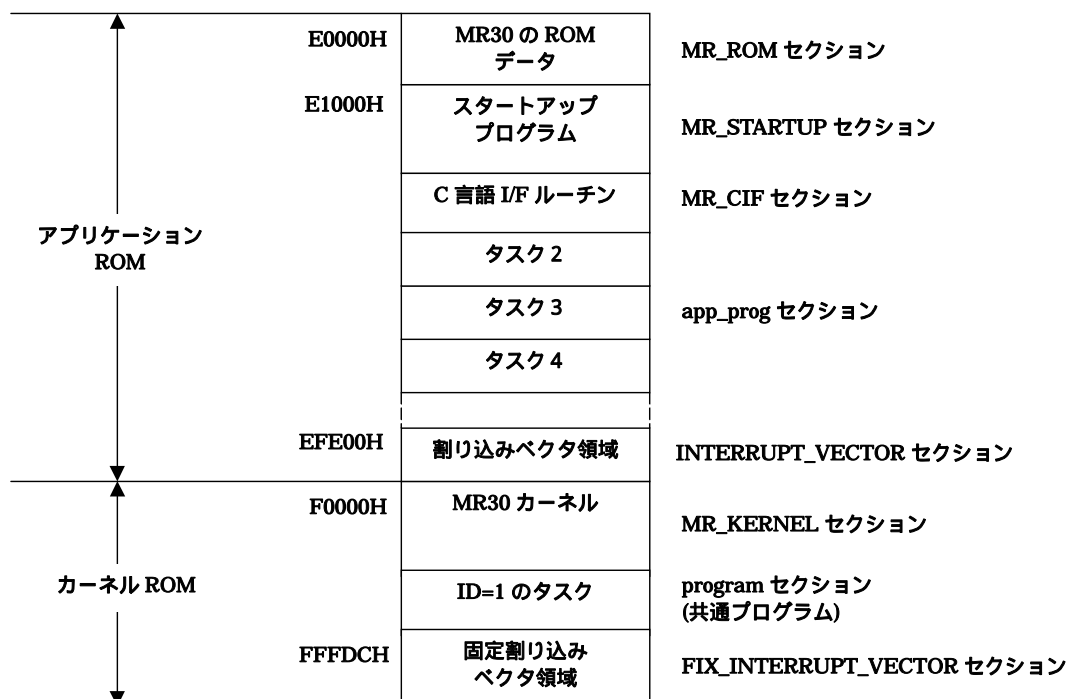 E0000H
MR30 の ROM
データ
MR_ROM セクション
E1000H
スタートアップ
プログラム
MR_STARTUP セクション
C 言語 I/F ルーチン
MR_CIF セクション
アプリケーション
ROM
タスク 2
タスク 3
app_prog セクション
タスク 4
EFE00H
割り込みベクタ領域
INTERRUPT_VECTOR セクション
F0000H
MR30 カーネル
MR_KERNEL セクション
カーネル ROM
ID=1 のタスク
program セクション
(共通プログラム)
FFFDCH
固定割り込み
ベクタ領域
FIX_INTERRUPT_VECTOR セクション